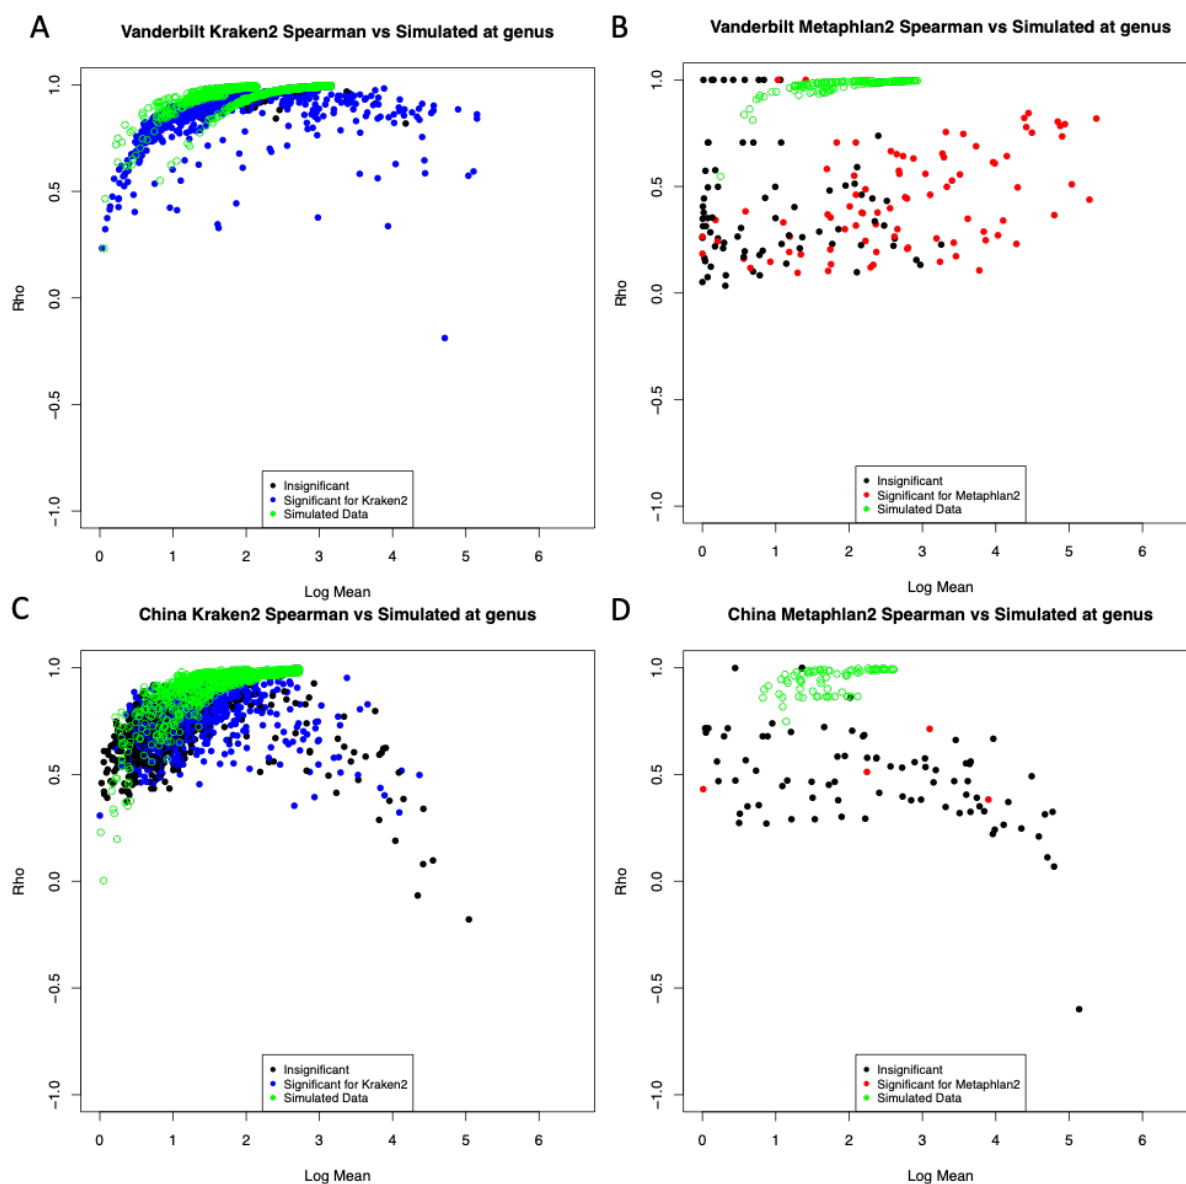 A
Vanderbilt Kraken2 Spearman vs Simulated at genus
Rho
1.0
0.5
0.0
−0.5
−1.0
Insignificant
Significant for Kraken2
Simulated Data
0 1 2 3 4 5 6
Log Mean
B
Vanderbilt Metaphlan2 Spearman vs Simulated at genus
Rho
1.0
0.5
0.0
−0.5
−1.0
Insignificant
Significant for Metaphlan2
Simulated Data
0 1 2 3 4 5 6
Log Mean
C
China Kraken2 Spearman vs Simulated at genus
Rho
1.0
0.5
0.0
−0.5
−1.0
Insignificant
Significant for Kraken2
Simulated Data
0 1 2 3 4 5 6
Log Mean
D
China Metaphlan2 Spearman vs Simulated at genus
Rho
1.0
0.5
0.0
−0.5
−1.0
Insignificant
Significant for Metaphlan2
Simulated Data
0 1 2 3 4 5 6
Log Mean